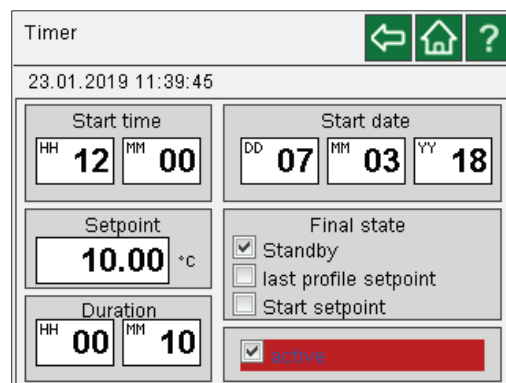 Timer ?
23.01.2019 11:39:45
Start time
HH 12 MM 00
Start date
DD 07 MM 03 YY 18
Setpoint
10.00 °C
Final state
Standby
last profile setpoint
Start setpoint
Duration
HH 00 MM 10
active